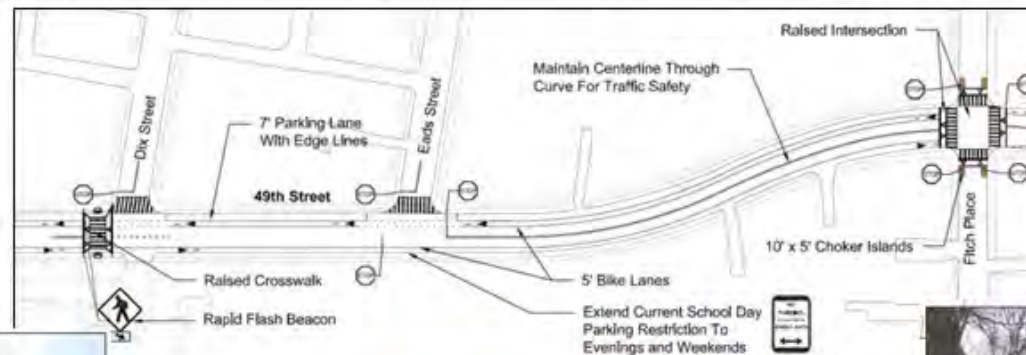 Raised Intersection
Maintain Centerline Through
Curve For Traffic Safety
7' Parking Lane
With Edge Lines
Dix Street
Eads Street
49th Street
Fitch Place
10' x 5' Choker Islands
Raised Crosswalk
5' Bike Lanes
Rapid Flash Beacon
Extend Current School Day
Parking Restriction To
Evenings and Weekends